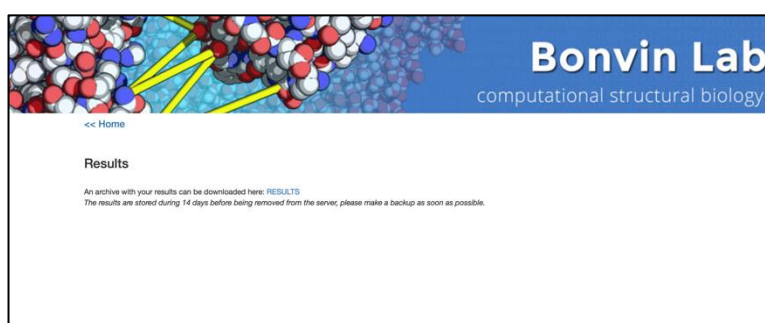 Bonvin Lab
computational structural biology
<< Home
Results
An archive with your results can be downloaded here: RESULTS
The results are stored during 14 days before being removed from the server, please make a backup as soon as possible.